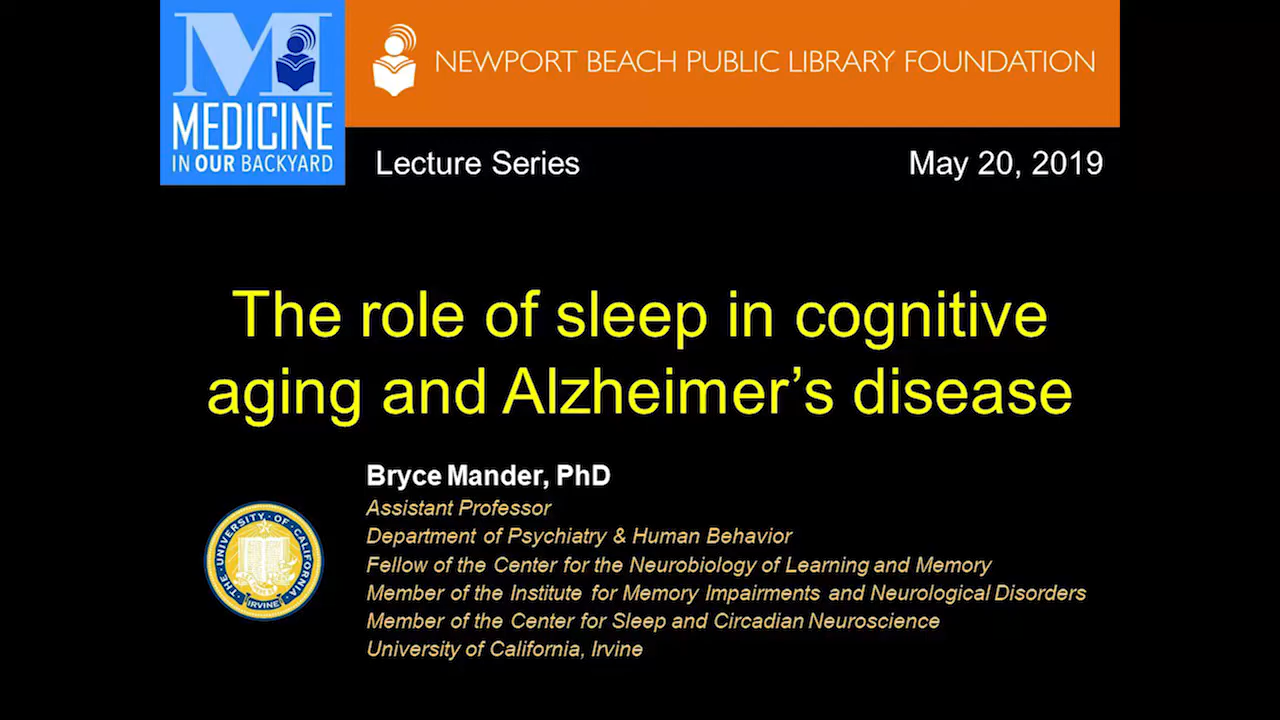 M
MEDICINE
IN OUR BACKYARD
NEWPORT BEACH PUBLIC LIBRARY FOUNDATION
Lecture Series
May 20, 2019
The role of sleep in cognitive
aging and Alzheimer’s disease
Bryce Mander, PhD
Assistant Professor
Department of Psychiatry & Human Behavior
Fellow of the Center for the Neurobiology of Learning and Memory
Member of the Institute for Memory Impairments and Neurological Disorders
Member of the Center for Sleep and Circadian Neuroscience
University of California, Irvine
THE UNIVERSITY OF CALIFORNIA
IRVINE